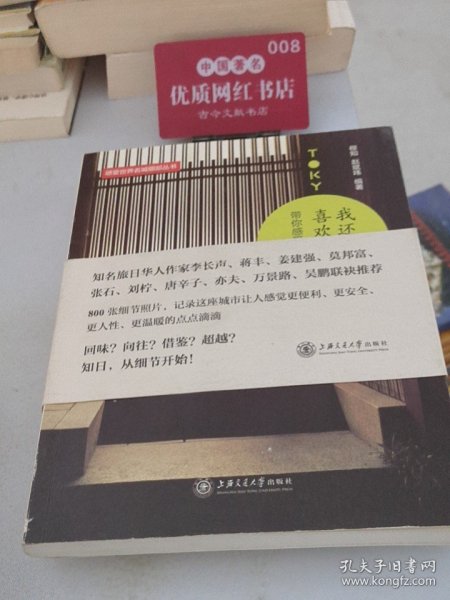 008
中国著名
优质网红书店
古今文献书店
TOKY
我还
喜欢
带你感
知名旅日华人作家李长声、蒋丰、姜建强、莫邦富、
张石、刘柠、唐辛子、亦夫、万景路、吴鹏联袂推荐
800 张细节照片，记录这座城市让人感觉更便利、更安全、
更人性、更温暖的点点滴滴
回味？向往？借鉴？超越？
知日，从细节开始！
上海交通大学出版社
上海交通大学出版社
SHANGHAI JIAO TONG UNIVERSITY PRESS
孔夫子旧书网
www.kongfz.com